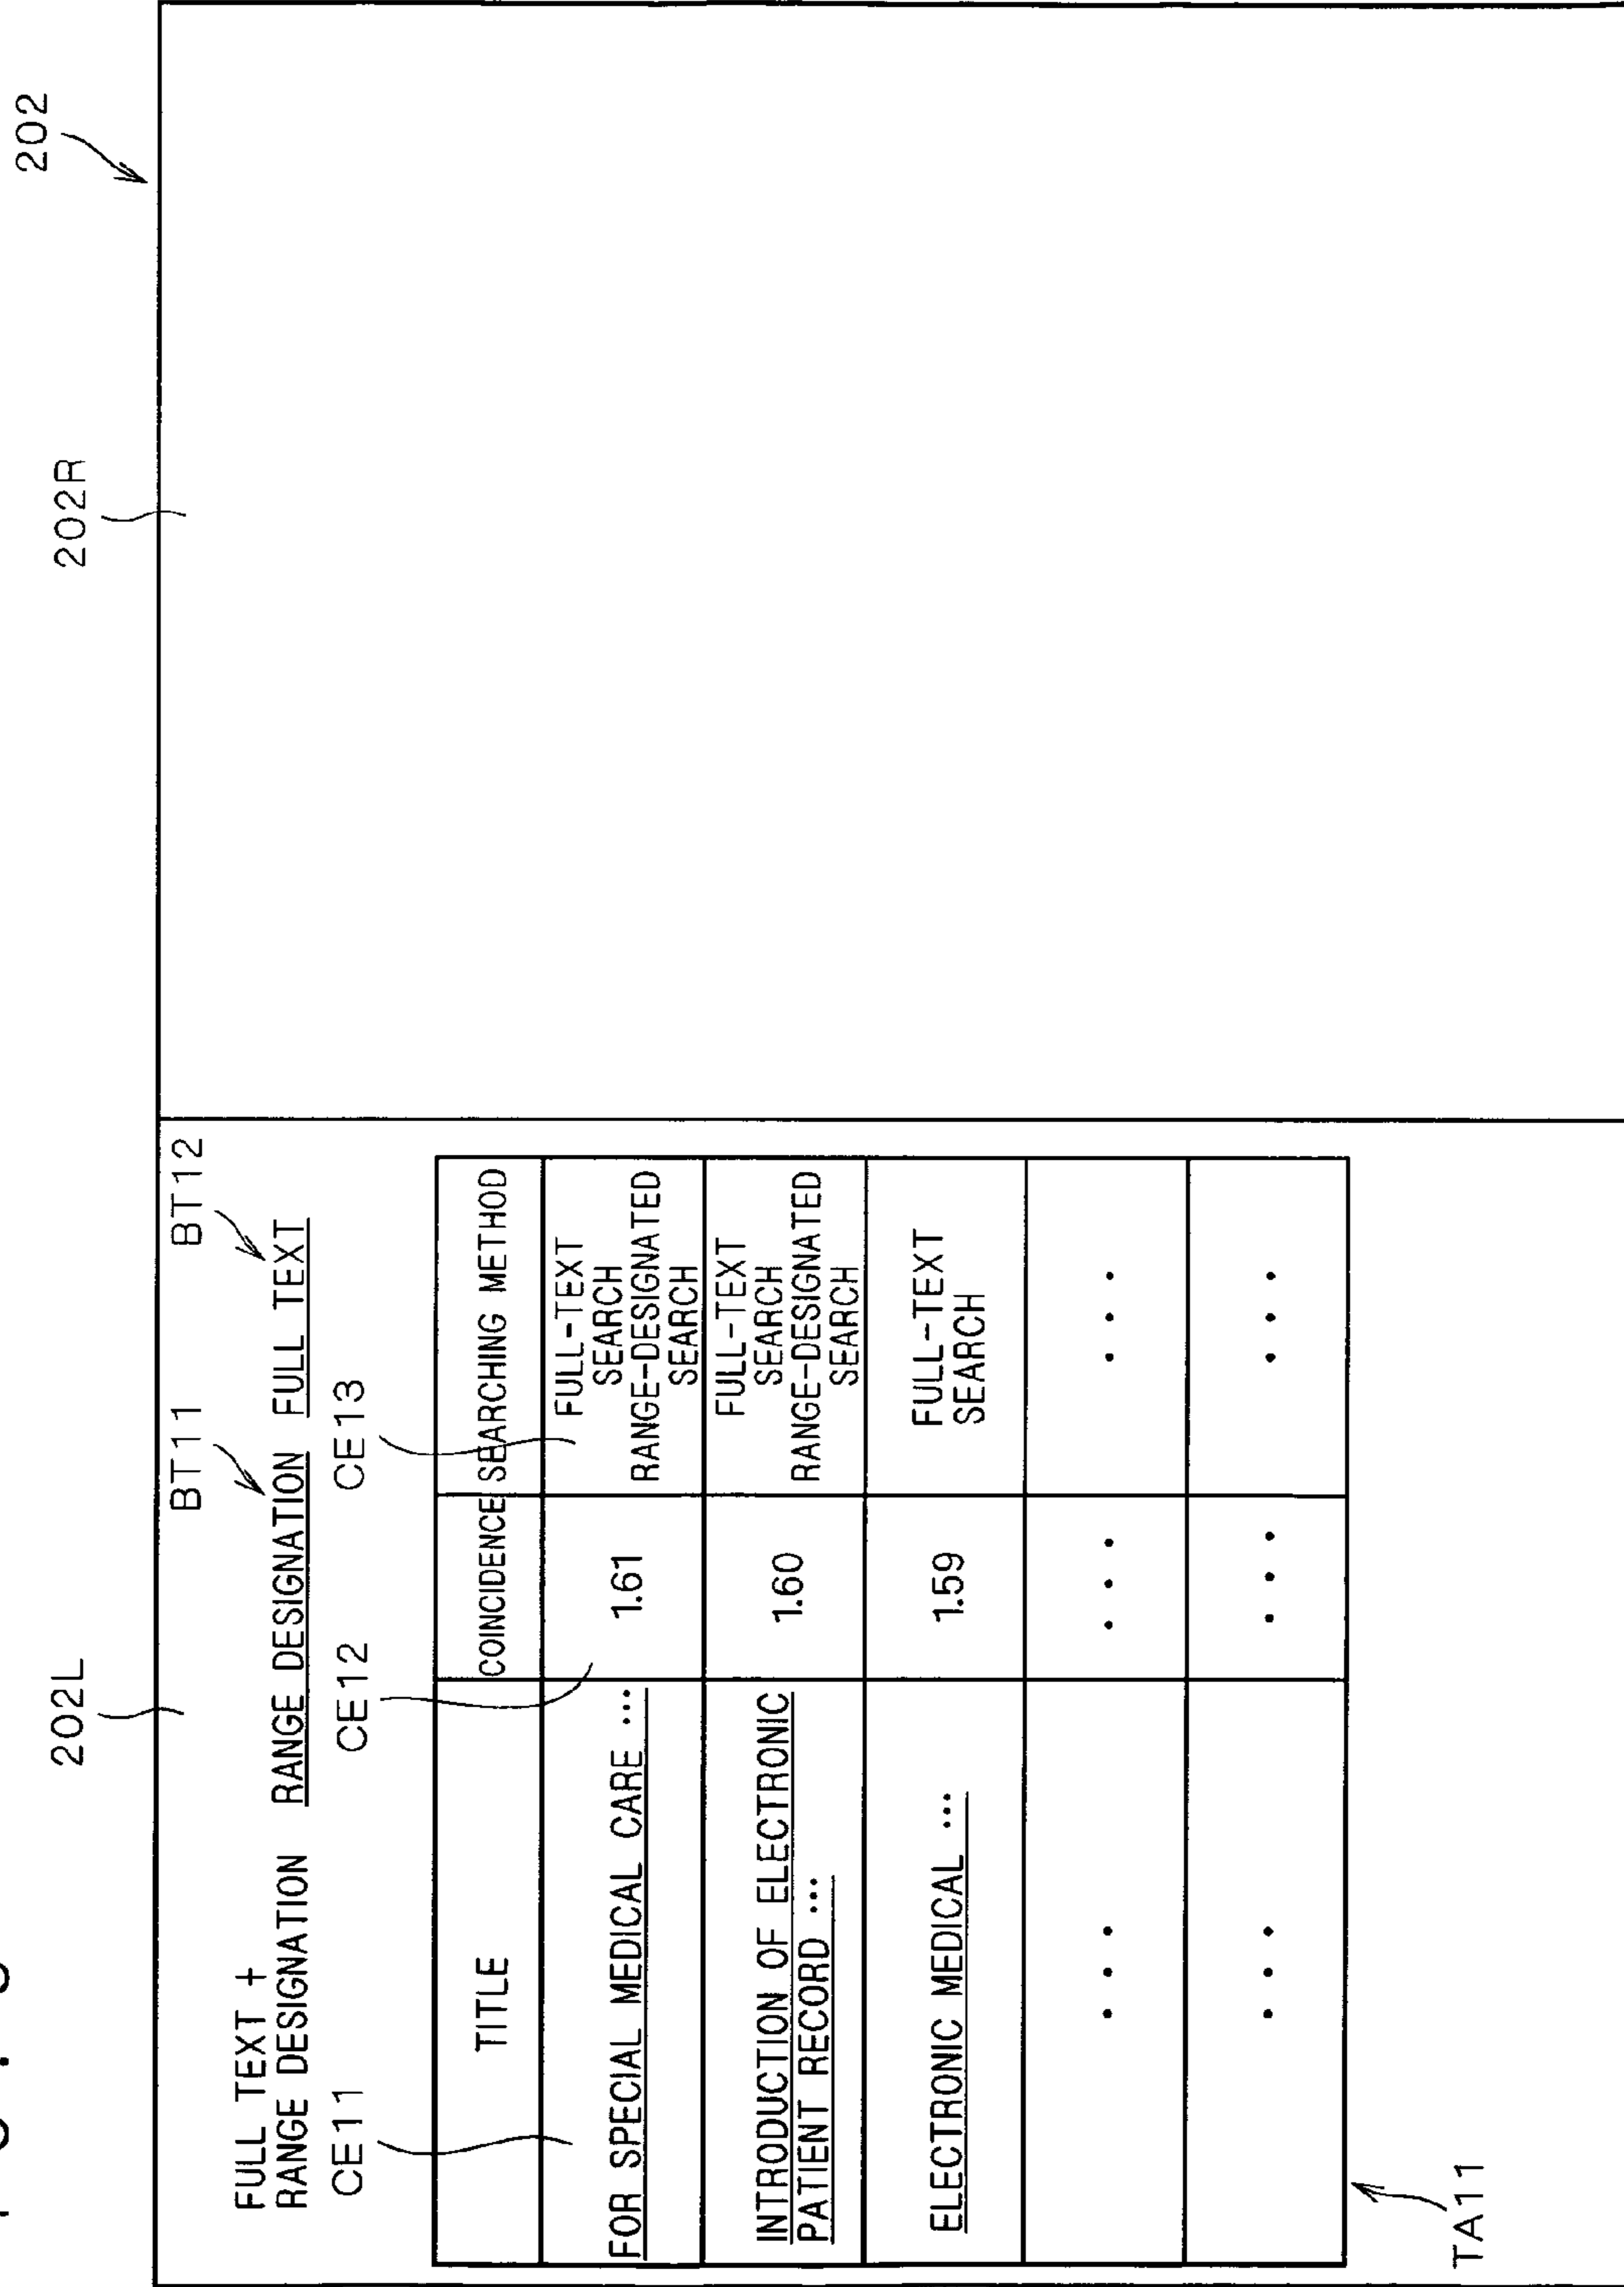 202
202L
202R
BT11
BT12
FULL TEXT +
RANGE DESIGNATION
RANGE DESIGNATION
FULL TEXT
CE11
CE12
CE13
TITLE
COINCIDENCE
SEARCHING METHOD
FOR SPECIAL MEDICAL CARE ...
1.61
FULL-TEXT
SEARCH
RANGE-DESIGNATED
SEARCH
INTRODUCTION OF ELECTRONIC
PATIENT RECORD ...
1.60
FULL-TEXT
SEARCH
RANGE-DESIGNATED
SEARCH
ELECTRONIC MEDICAL ...
1.59
FULL-TEXT
SEARCH
... ... ...
... ... ...
TA11